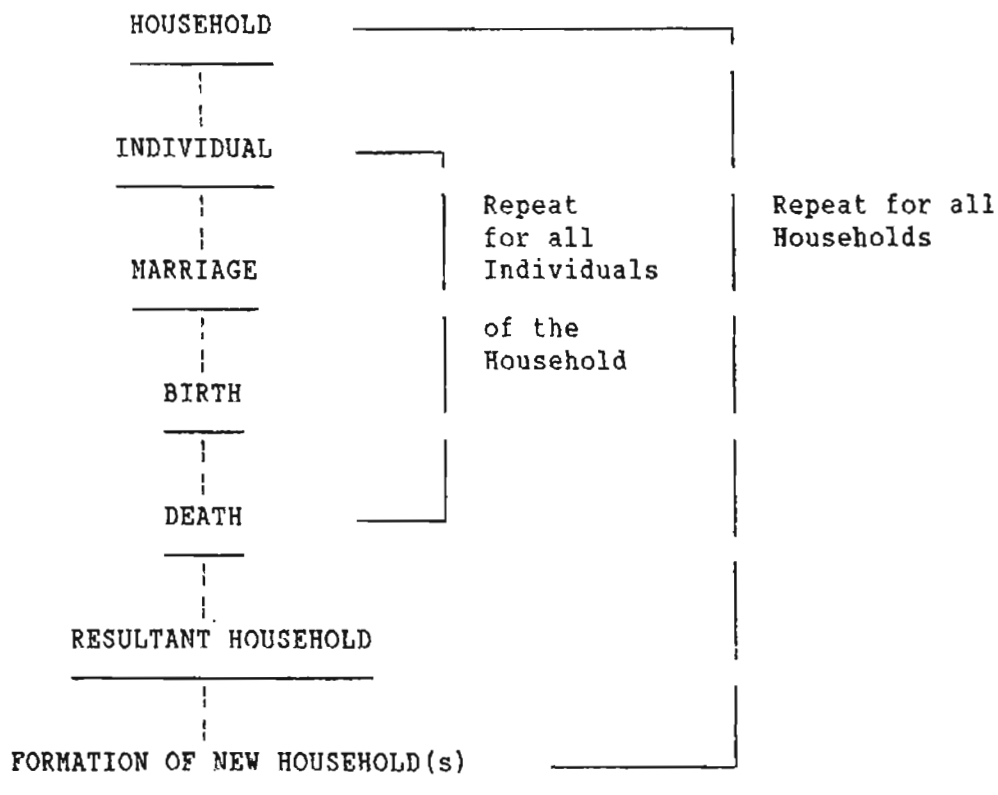 HOUSEHOLD
INDIVIDUAL
Repeat
for all
Individuals
of the
Household
Repeat for all
Households
MARRIAGE
BIRTH
DEATH
RESULTANT HOUSEHOLD
FORMATION OF NEW HOUSEHOLD(s)